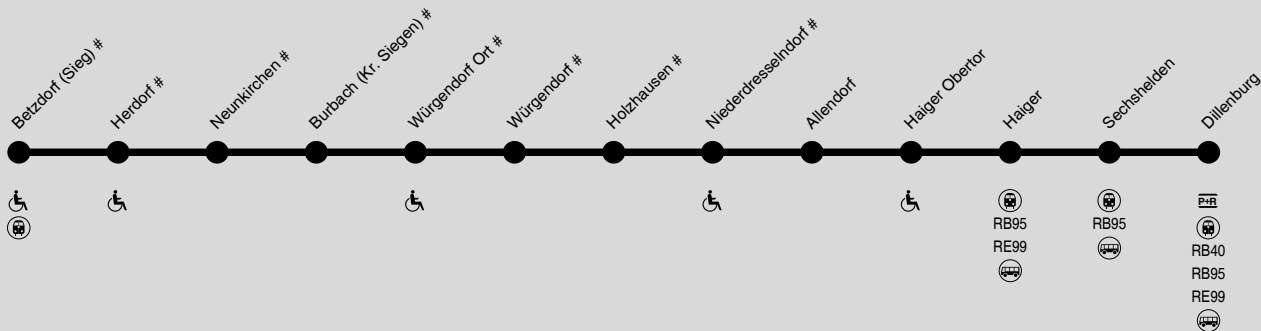 Betzdorf (Sieg) #
Herdorf #
Neunkirchen #
Burbach (Kr. Siegen) #
Würgendorf Ort #
Würgendorf #
Holzhausen #
Niederdresselndorf #
Allendorf
Haiger Obertor
Haiger
Sechshelden
Dillenburg
RB95
RE99
RB95
P+R
RB40
RB95
RE99